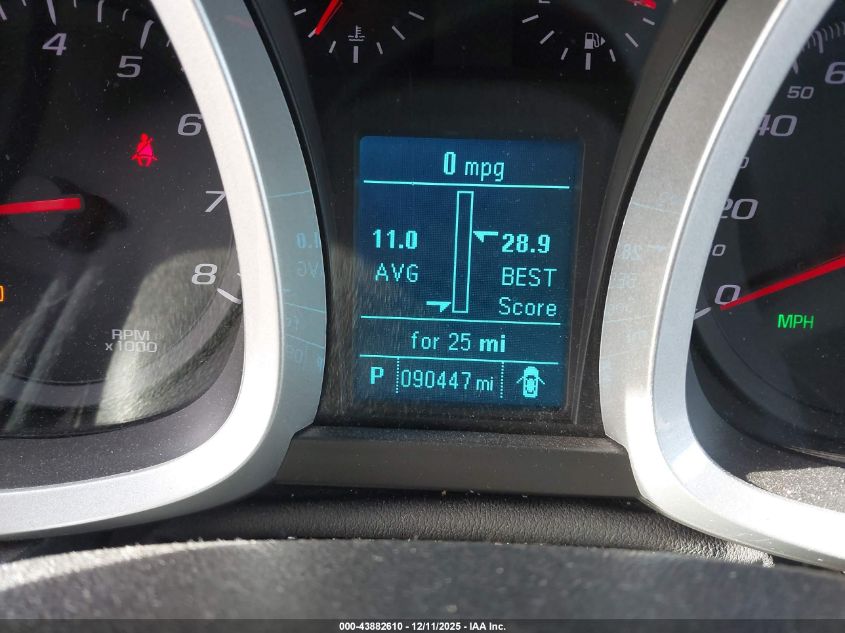 4
5
6
7
8
RPM
x1000
0 mpg
11.0
AVG
28.9
BEST
Score
for 25 mi
P 090447 mi
60
50
40
20
0
0
MPH
000-43882610 - 12/11/2025 - IAA Inc.